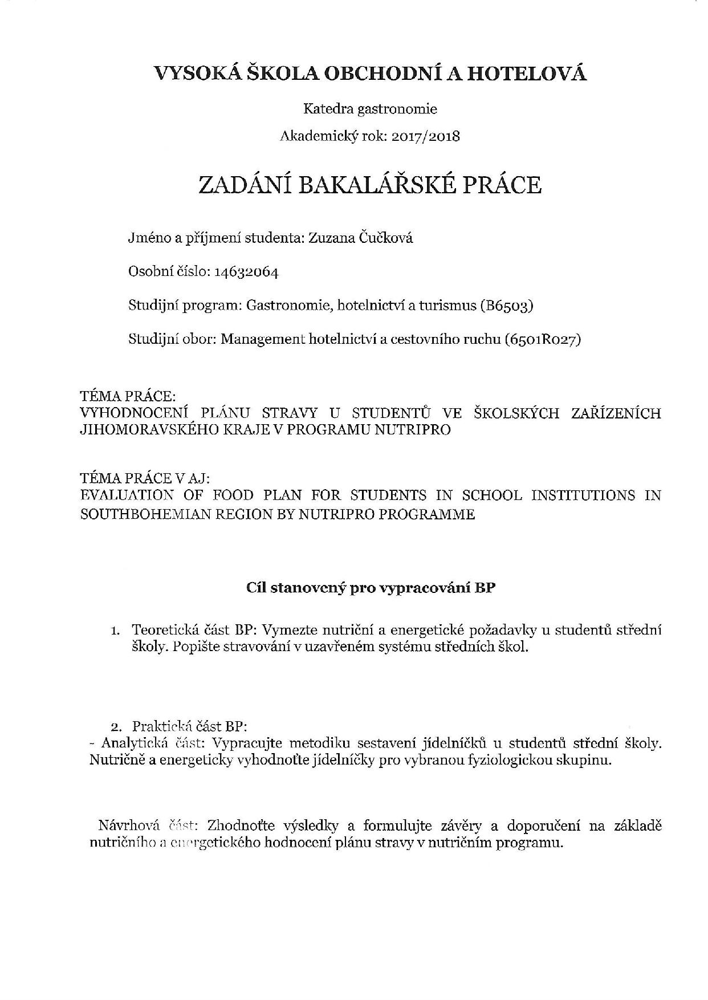 VYSOKÁ ŠKOLA OBCHODNÍ A HOTELOVÁ
Katedra gastronomie
Akademický rok: 2017/2018
ZADÁNÍ BAKALÁŘSKÉ PRÁCE
Jméno a příjmení studenta: Zuzana Čučková
Osobní číslo: 14632064
Studijní program: Gastronomie, hotelnictví a turismus (B6503)
Studijní obor: Management hotelnictví a cestovního ruchu (6501R027)
TÉMA PRÁCE:
VYHODNOCENÍ PLÁNU STRAVY U STUDENTŮ VE ŠKOLSKÝCH ZAŘÍZENÍCH
JIHOMORAVSKÉHO KRAJE V PROGRAMU NUTRIPRO
TÉMA PRÁCE V AJ:
EVALUATION OF FOOD PLAN FOR STUDENTS IN SCHOOL INSTITUTIONS IN
SOUTHBOHEMIAN REGION BY NUTRIPRO PROGRAMME
Cíl stanovený pro vypracování BP
1. Teoretická část BP: Vymezte nutriční a energetické požadavky u studentů střední
školy. Popište stravování v uzavřeném systému středních škol.
2. Praktická část BP:
- Analytická část: Vypracujte metodiku sestavení jídelníčků u studentů střední školy.
Nutričně a energeticky vyhodnoťte jídelníčky pro vybranou fyziologickou skupinu.
Návrhová část: Zhodnoťte výsledky a formulujte závěry a doporučení na základě
nutričního a energetického hodnocení plánu stravy v nutričním programu.